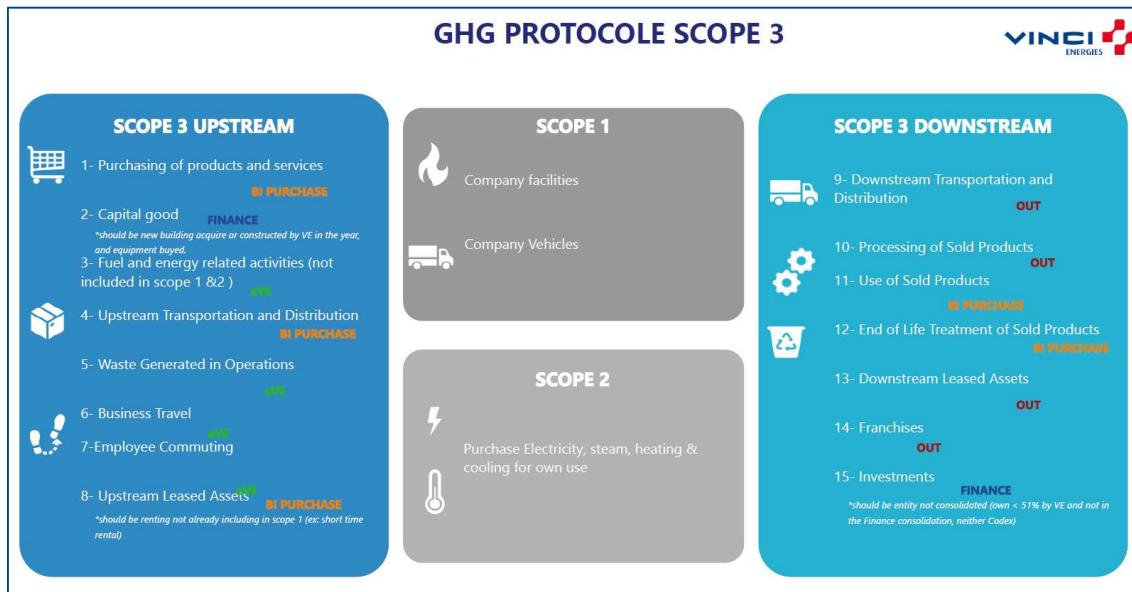 GHG PROTOCOLE SCOPE 3
VINCI
ENERGIES
SCOPE 3 UPSTREAM
1- Purchasing of products and services
BI PURCHASE
2- Capital good
FINANCE
*should be new building acquire or constructed by VE in the year,
and equipment buyed.
3- Fuel and energy related activities (not
included in scope 1 &2 )
eVE
4- Upstream Transportation and Distribution
BI PURCHASE
5- Waste Generated in Operations
eVE
6- Business Travel
eVE
7-Employee Commuting
eVE
8- Upstream Leased Assets
BI PURCHASE
*should be renting not already including in scope 1 (ex: short time
rental)
SCOPE 1
Company facilities
Company Vehicles
SCOPE 2
Purchase Electricity, steam, heating &
cooling for own use
SCOPE 3 DOWNSTREAM
9- Downstream Transportation and
Distribution
OUT
10- Processing of Sold Products
OUT
11- Use of Sold Products
BI PURCHASE
12- End of Life Treatment of Sold Products
BI PURCHASE
13- Downstream Leased Assets
OUT
14- Franchises
OUT
15- Investments
FINANCE
*should be entity not consolidated (own < 51% by VE and not in
the Finance consolidation, neither Codex)